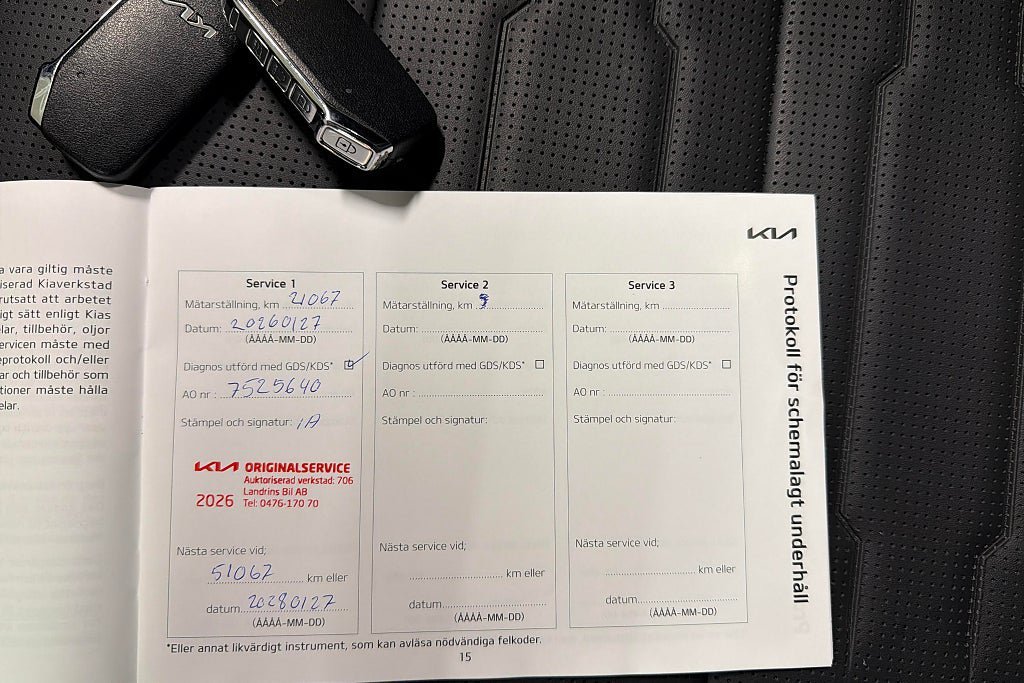 KIA
a vara giltig måste
iserad Kiaverkstad
rutsatt att arbetet
igt sätt enligt Kias
elar, tillbehör, oljor
ervicen måste med
eprotokoll och/eller
ar och tillbehör som
tioner måste hålla
elar.
KIA
Protokoll för schemalagt underhåll
Service 1
Mätarställning, km 21067
Datum: 20260127
(ÅÅÅÅ-MM-DD)
Diagnos utförd med GDS/KDS*
AO nr : 7525640
Stämpel och signatur: iA
KIA ORIGINALSERVICE
Auktoriserad verkstad: 706
Landrins Bil AB
2026 Tel: 0476-170 70
Nästa service vid;
51067 km eller
datum 20280127
(ÅÅÅÅ-MM-DD)
Service 2
Mätarställning, km
Datum:
(ÅÅÅÅ-MM-DD)
Diagnos utförd med GDS/KDS*
AO nr :
Stämpel och signatur:
Nästa service vid;
km eller
datum
(ÅÅÅÅ-MM-DD)
Service 3
Mätarställning, km
Datum:
(ÅÅÅÅ-MM-DD)
Diagnos utförd med GDS/KDS*
AO nr :
Stämpel och signatur:
Nästa service vid;
km eller
datum
(ÅÅÅÅ-MM-DD)
*Eller annat likvärdigt instrument, som kan avläsa nödvändiga felkoder.
15